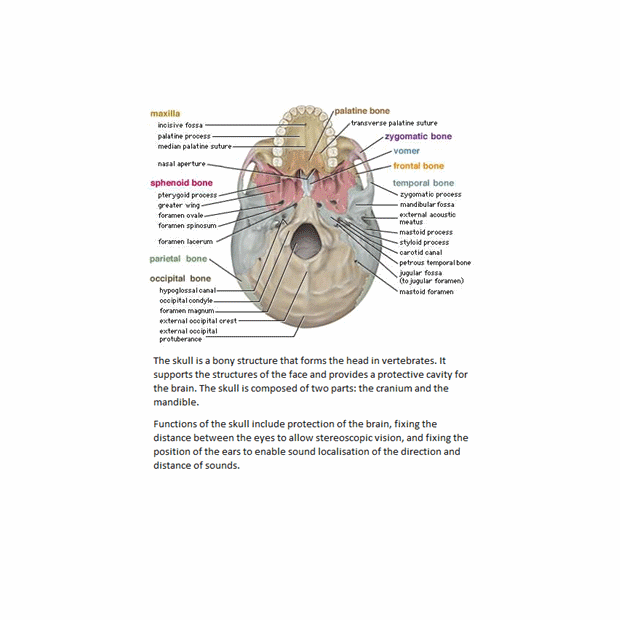 maxilla
incisive fossa
palatine process
median palatine suture
nasal aperture
sphenoid bone
pterygoid process
greater wing
foramen ovale
foramen spinosum
foramen lacerum
parietal bone
occipital bone
hypoglossal canal
occipital condyle
foramen magnum
external occipital crest
external occipital
protuberance
palatine bone
transverse palatine suture
zygomatic bone
vomer
frontal bone
temporal bone
zygomatic process
mandibular fossa
external acoustic
meatus
mastoid process
styloid process
carotid canal
petrous temporal bone
jugular fossa
(to jugular foramen)
mastoid foramen
The skull is a bony structure that forms the head in vertebrates. It
supports the structures of the face and provides a protective cavity for
the brain. The skull is composed of two parts: the cranium and the
mandible.
Functions of the skull include protection of the brain, fixing the
distance between the eyes to allow stereoscopic vision, and fixing the
position of the ears to enable sound localisation of the direction and
distance of sounds.